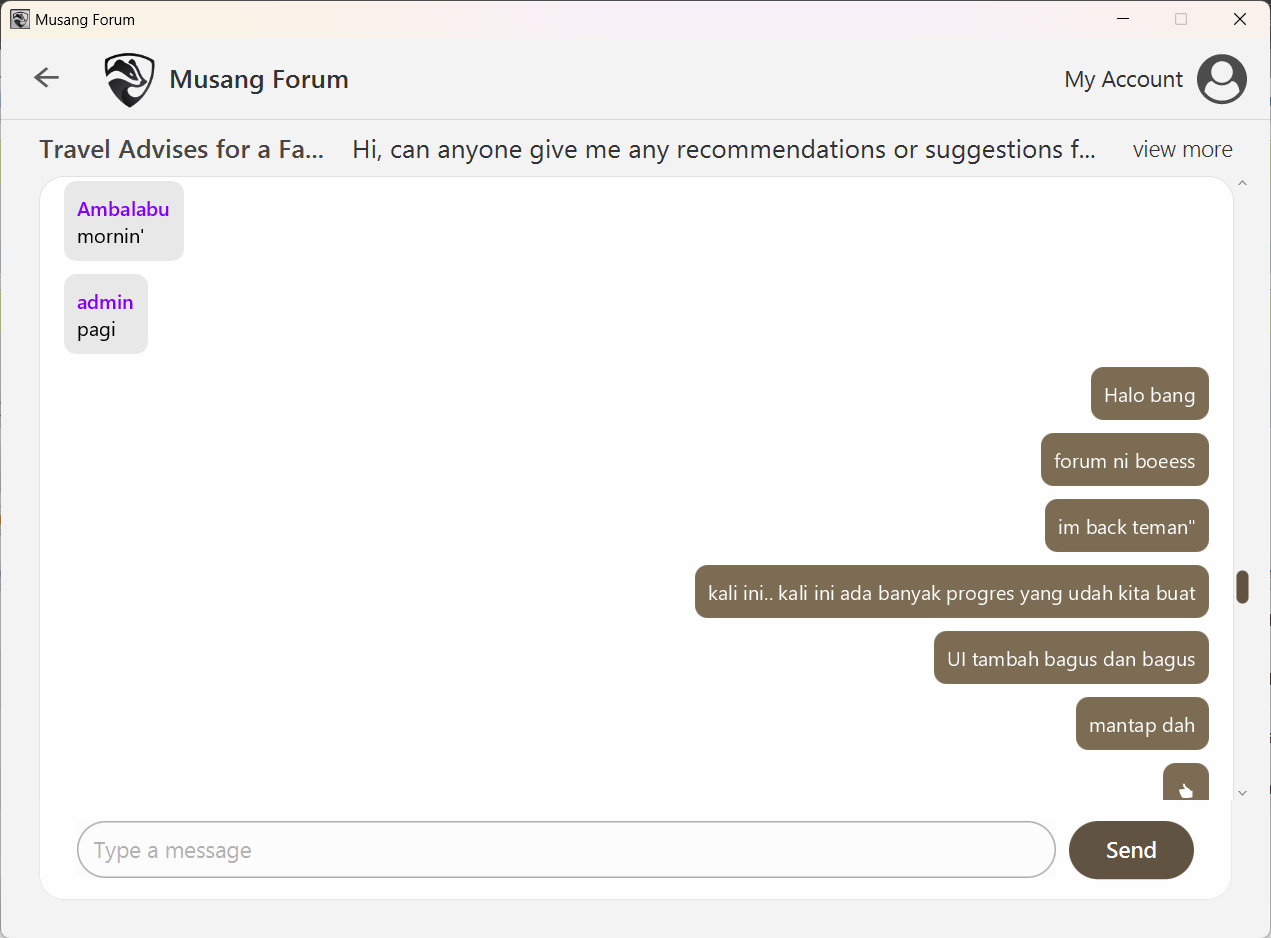 Musang Forum
Musang Forum
My Account
Travel Advises for a Fa...
Hi, can anyone give me any recommendations or suggestions f...
view more
Ambalabu
mornin'
admin
pagi
Halo bang
forum ni boeess
im back teman"
kali ini.. kali ini ada banyak progres yang udah kita buat
UI tambah bagus dan bagus
mantap dah
Type a message
Send